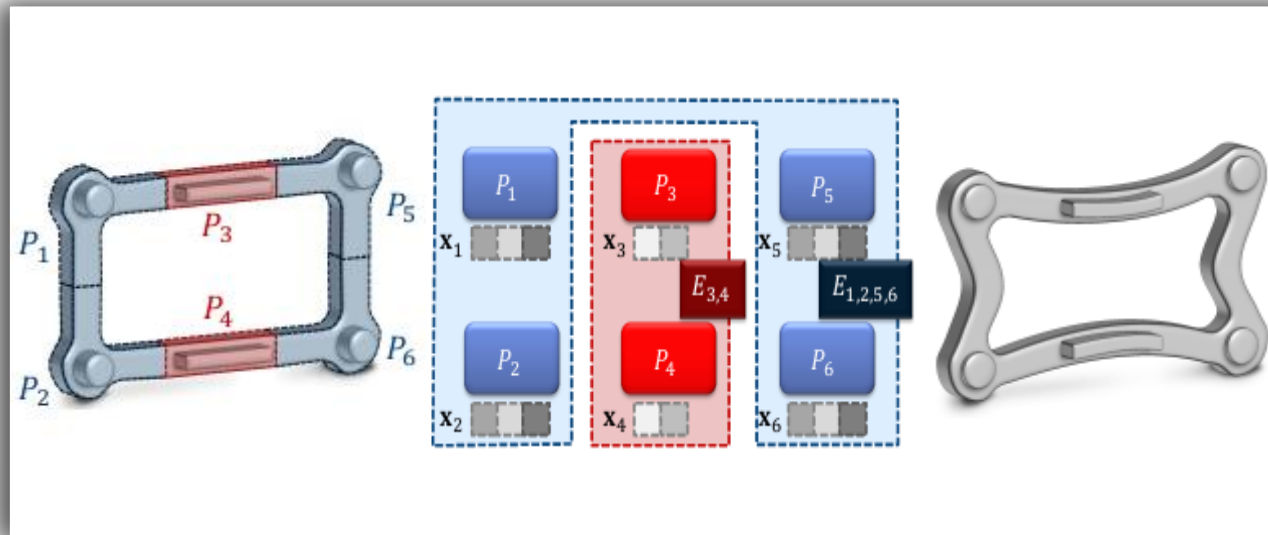 P₁
P₂
P₃
P₄
P₅
P₆
P₁
x₁
P₂
x₂
P₃
x₃
E₃,₄
P₄
x₄
P₅
x₅
E₁,₂,₅,₆
P₆
x₆